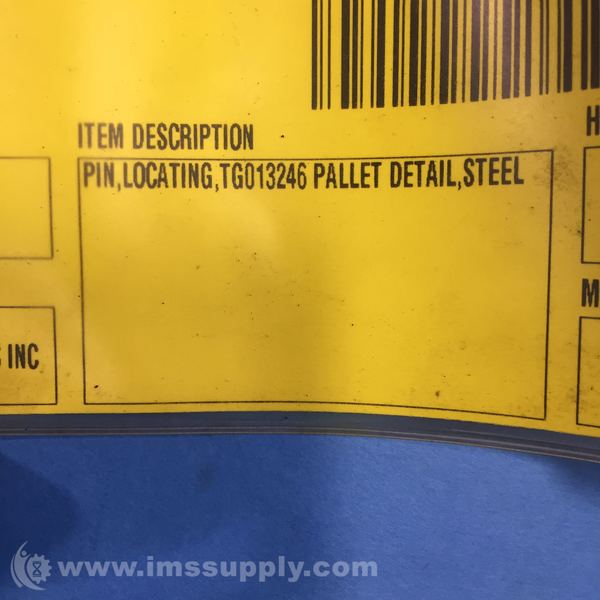 H
ITEM DESCRIPTION
PIN,LOCATING,TG013246 PALLET DETAIL,STEEL
M
INC
www.imssupply.com